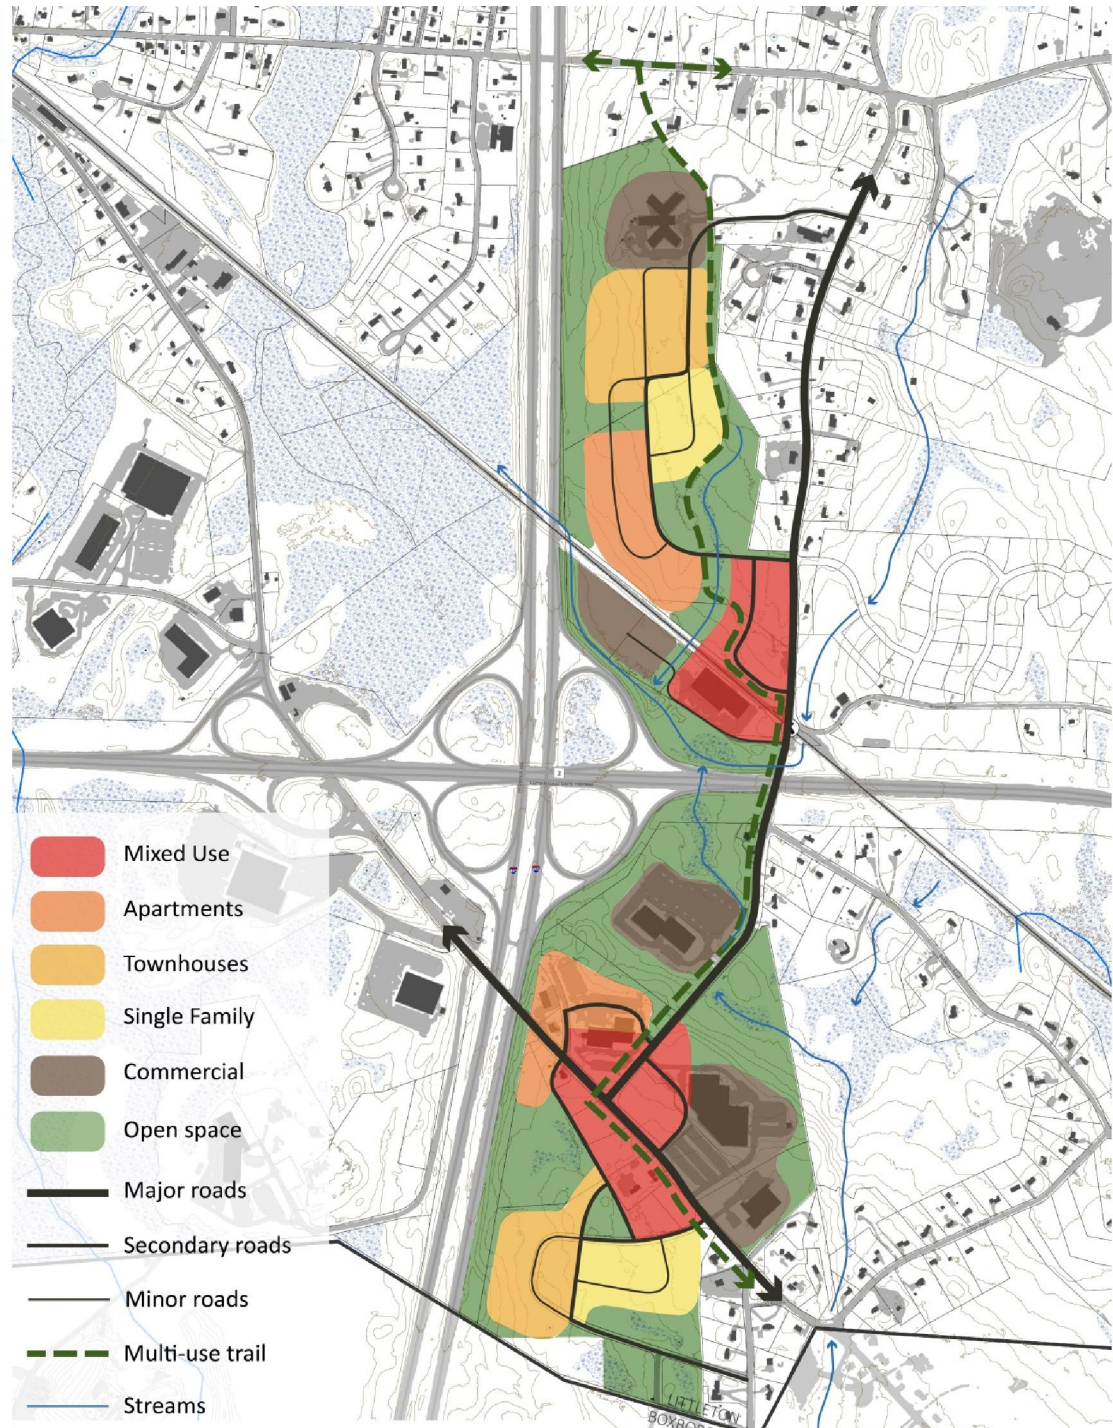 2
Mixed Use
Apartments
Townhouses
Single Family
Commercial
Open space
Major roads
Secondary roads
Minor roads
Multi-use trail
Streams
LITTLETON